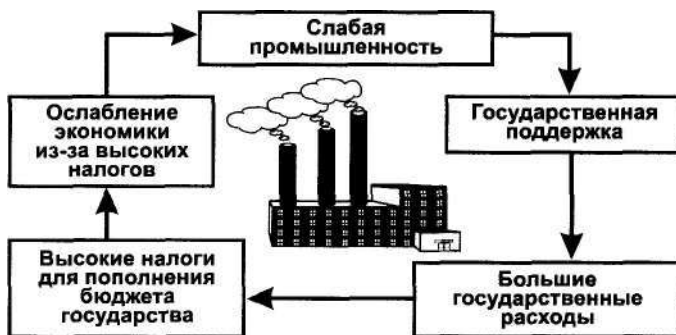 Слабая
промышленность
Государственная
поддержка
Большие
государственные
расходы
Высокие налоги
для пополнения
бюджета
государства
Ослабление
экономики
из-за высоких
налогов